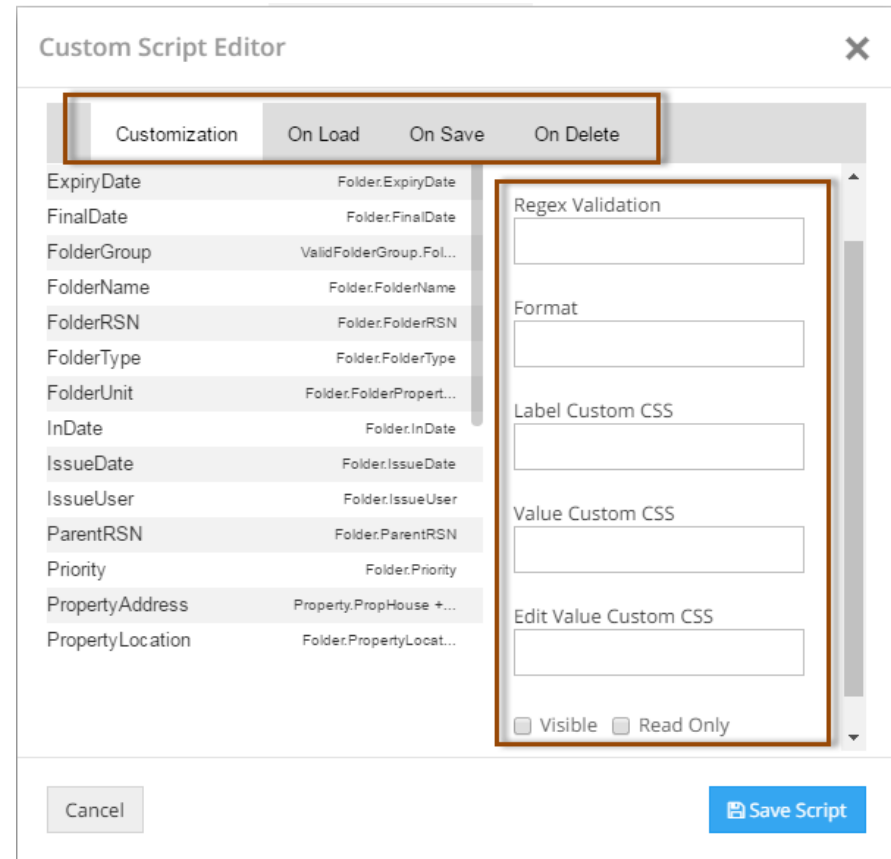 Custom Script Editor
Customization On Load On Save On Delete
ExpiryDate Folder.ExpiryDate
FinalDate Folder.FinalDate
FolderGroup ValidFolderGroup.Fol...
FolderName Folder.FolderName
FolderRSN Folder.FolderRSN
FolderType Folder.FolderType
FolderUnit Folder.FolderPropert...
InDate Folder.InDate
IssueDate Folder.IssueDate
IssueUser Folder.IssueUser
ParentRSN Folder.ParentRSN
Priority Folder.Priority
PropertyAddress Property.PropHouse +...
PropertyLocation Folder.PropertyLocat...
Regex Validation
Format
Label Custom CSS
Value Custom CSS
Edit Value Custom CSS
Visible Read Only
Cancel Save Script